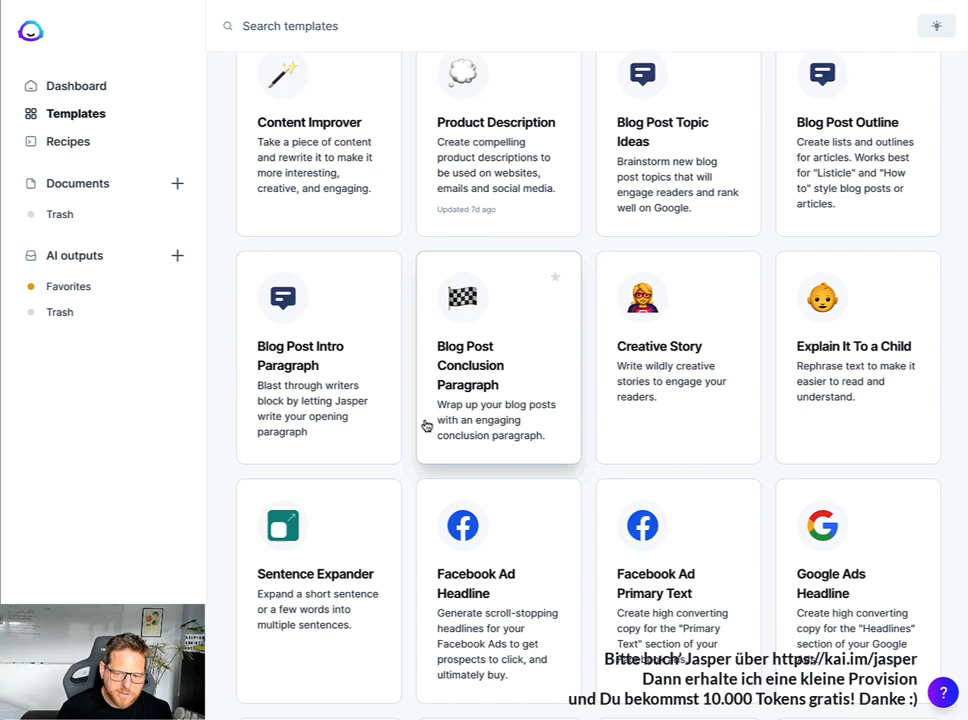 Search templates
Dashboard
Templates
Recipes
Documents
Trash
AI outputs
Favorites
Trash
Content Improver
Take a piece of content
and rewrite it to make it
more interesting,
creative, and engaging.
Product Description
Create compelling
product descriptions to
be used on websites,
emails and social media.
Updated 7d ago
Blog Post Topic
Ideas
Brainstorm new blog
post topics that will
engage readers and rank
well on Google.
Blog Post Outline
Create lists and outlines
for articles. Works best
for "Listicle" and "How
to" style blog posts or
articles.
Blog Post Intro
Paragraph
Blast through writers
block by letting Jasper
write your opening
paragraph
Blog Post
Conclusion
Paragraph
Wrap up your blog posts
with an engaging
conclusion paragraph.
Creative Story
Write wildly creative
stories to engage your
readers.
Explain It To a Child
Rephrase text to make it
easier to read and
understand.
Sentence Expander
Expand a short sentence
or a few words into
multiple sentences.
Facebook Ad
Headline
Generate scroll-stopping
headlines for your
Facebook Ads to get
prospects to click, and
ultimately buy.
Facebook Ad
Primary Text
Create high converting
copy for the "Primary
Text" section of your
Google Ads
Headline
Create high converting
copy for the "Headlines"
section of your Google
Bitte buch' Jasper über https://kai.im/jasper
Dann erhalte ich eine kleine Provision
und Du bekommst 10.000 Tokens gratis! Danke :)
?